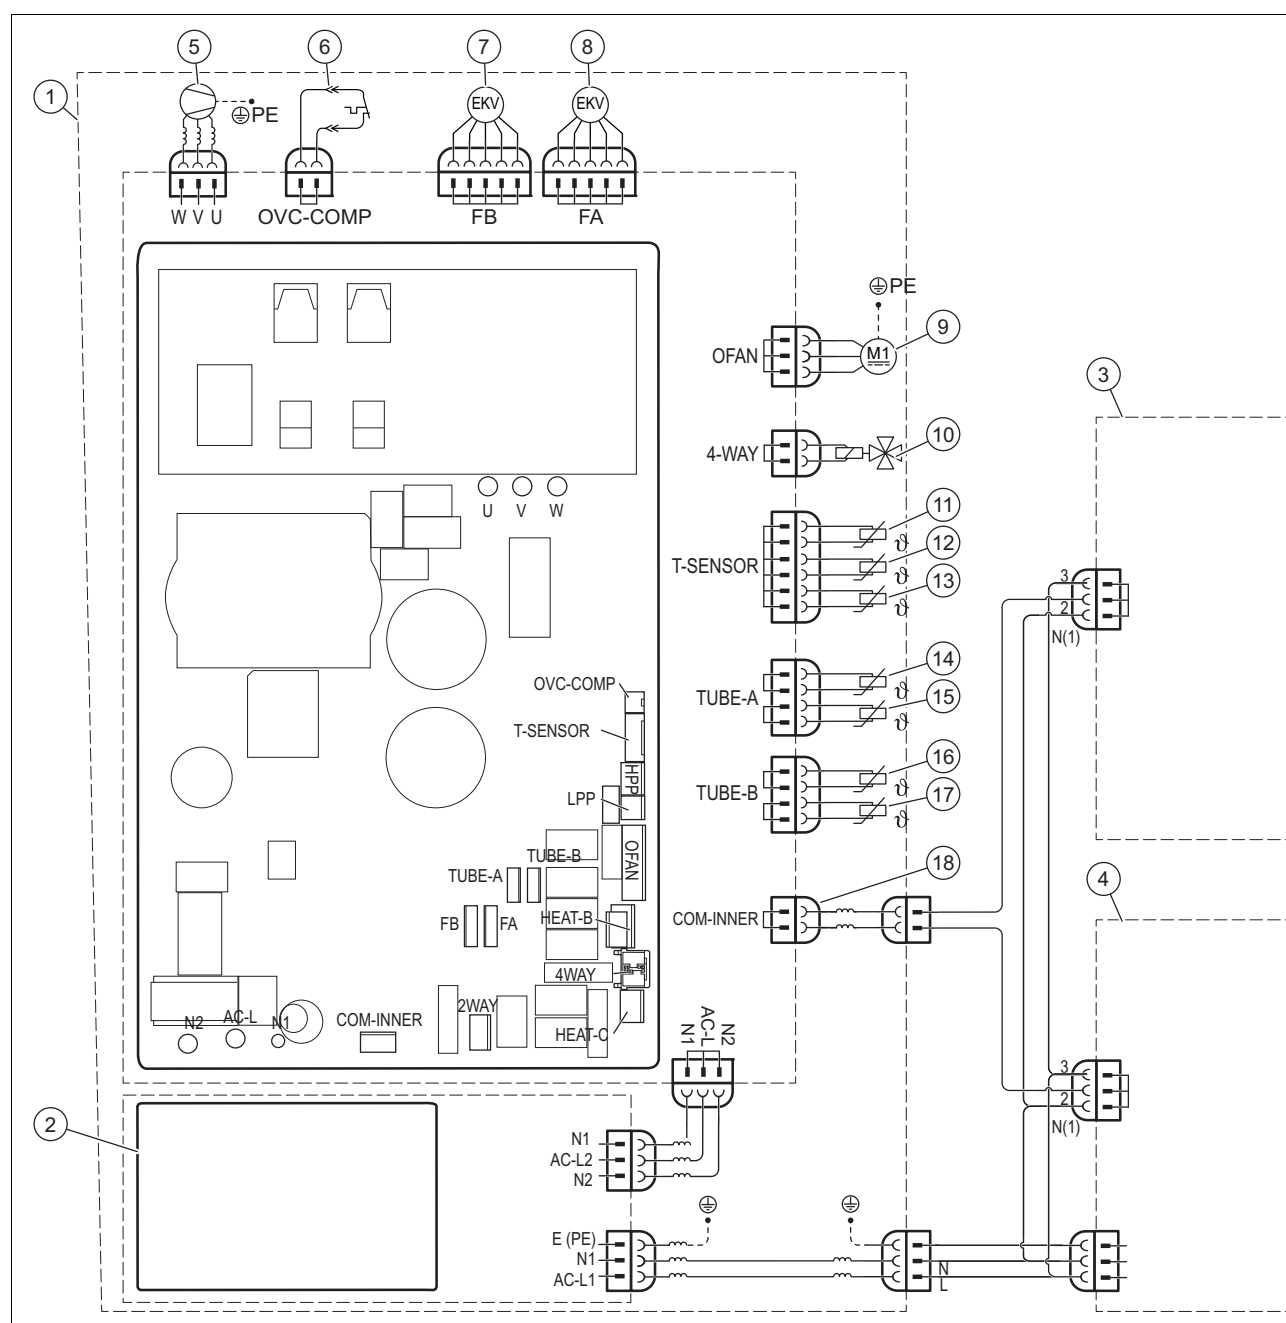 5
6
7
8
1
EKV
EKV
PE
W V U
OVC-COMP
FB
FA
PE
9
OFAN
M1
3
4-WAY
10
U
V
W
11
T-SENSOR
ϑ
12
ϑ
13
ϑ
3
2
N(1)
14
OVC-COMP
TUBE-A
ϑ
15
T-SENSOR
ϑ
HPP
16
LPP
TUBE-B
ϑ
17
ϑ
OFAN
TUBE-B
18
TUBE-A
4
FB
FA
HEAT-B
COM-INNER
4WAY
2WAY
N2
AC-L
N1
COM-INNER
HEAT-C
N1
AC-L
N2
3
2
N(1)
2
N1
AC-L2
N2
E (PE)
N1
AC-L1
N
L